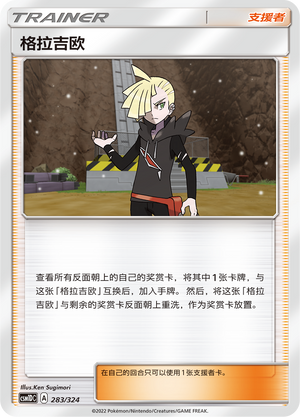 TRAINER 支援者
格拉吉欧
查看所有反面朝上的自己的奖赏卡，将其中1张卡牌，与
这张「格拉吉欧」互换后，加入手牌。 然后，将这张「格拉
吉欧」与剩余的奖赏卡反面朝上重洗，作为奖赏卡放置。
Illus.Ken Sugimori
CSM1DC A 283/324
在自己的回合只可以使用1张支援者卡。
©2022 Pokémon/Nintendo/Creatures/GAME FREAK.